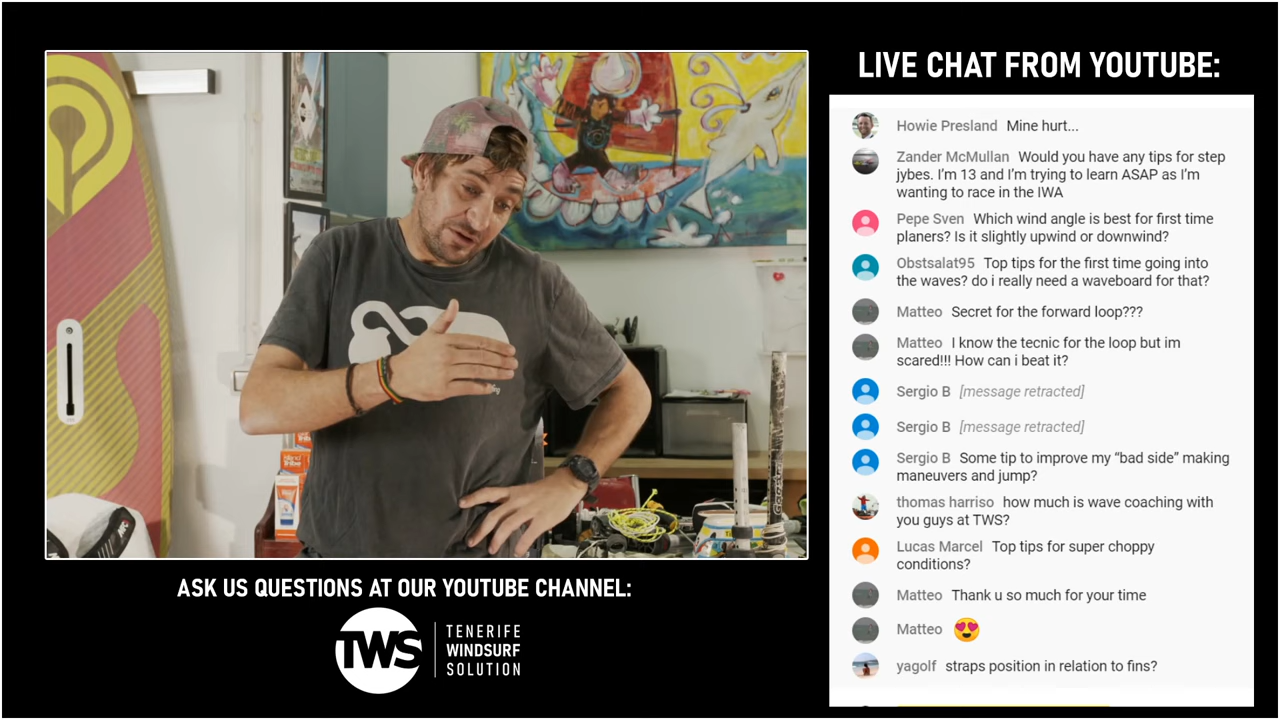 LIVE CHAT FROM YOUTUBE:
Howie Presland Mine hurt...
Zander McMullan Would you have any tips for step
jybes. I'm 13 and I'm trying to learn ASAP as I'm
wanting to race in the IWA
Pepe Sven Which wind angle is best for first time
planers? Is it slightly upwind or downwind?
Obstsalat95 Top tips for the first time going into
the waves? do i really need a waveboard for that?
Matteo Secret for the forward loop???
Matteo I know the tecnic for the loop but im
scared!!! How can i beat it?
Sergio B [message retracted]
Sergio B [message retracted]
Sergio B Some tip to improve my “bad side” making
maneuvers and jump?
thomas harriso how much is wave coaching with
you guys at TWS?
Lucas Marcel Top tips for super choppy
conditions?
Matteo Thank u so much for your time
Matteo 😍
yagolf straps position in relation to fins?
ASK US QUESTIONS AT OUR YOUTUBE CHANNEL:
TWS
TENERIFE
WINDSURF
SOLUTION